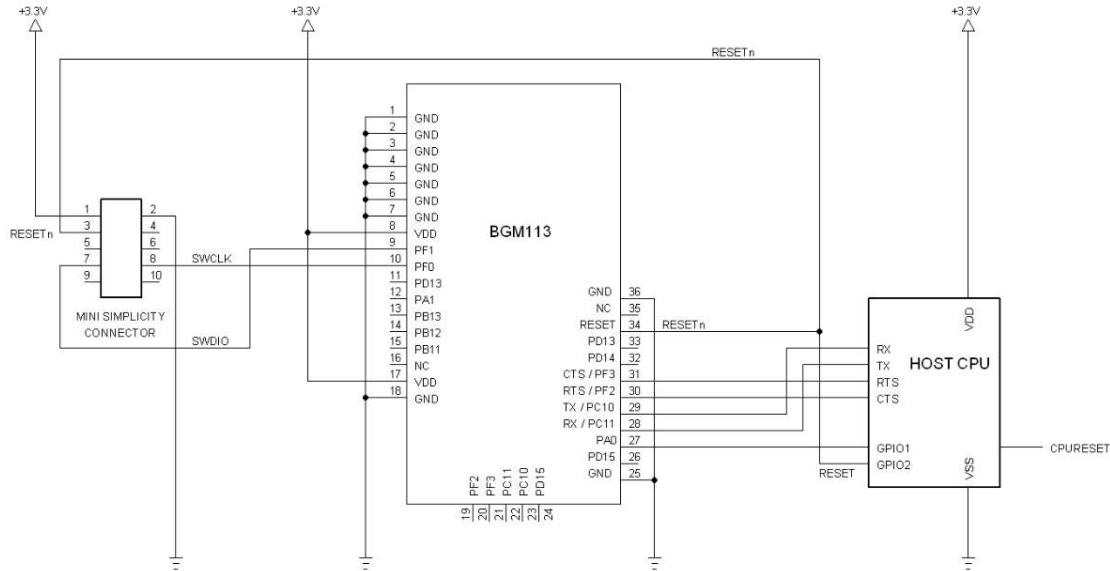 +3.3V
+3.3V
+3.3V
RESETn
1
GND
2
GND
3
GND
4
GND
5
GND
6
GND
7
GND
8
VDD
9
PF1
10
PF0
11
PD13
12
PA1
13
PB13
14
PB12
15
PB11
16
NC
17
VDD
18
GND
BGM113
1
2
3
4
5
6
7
8
9
10
RESETn
MINI SIMPLICITY
CONNECTOR
SWCLK
SWDIO
GND
36
NC
35
RESET
34
RESETn
PD13
33
PD14
32
CTS / PF3
31
RTS / PF2
30
TX / PC10
29
RX / PC11
28
PA0
27
PD15
26
GND
25
PF2
PF3
PC11
PC10
PD15
19
20
21
22
23
24
VDD
HOST CPU
RX
TX
RTS
CTS
GPIO1
GPIO2
VSS
RESET
CPURESET